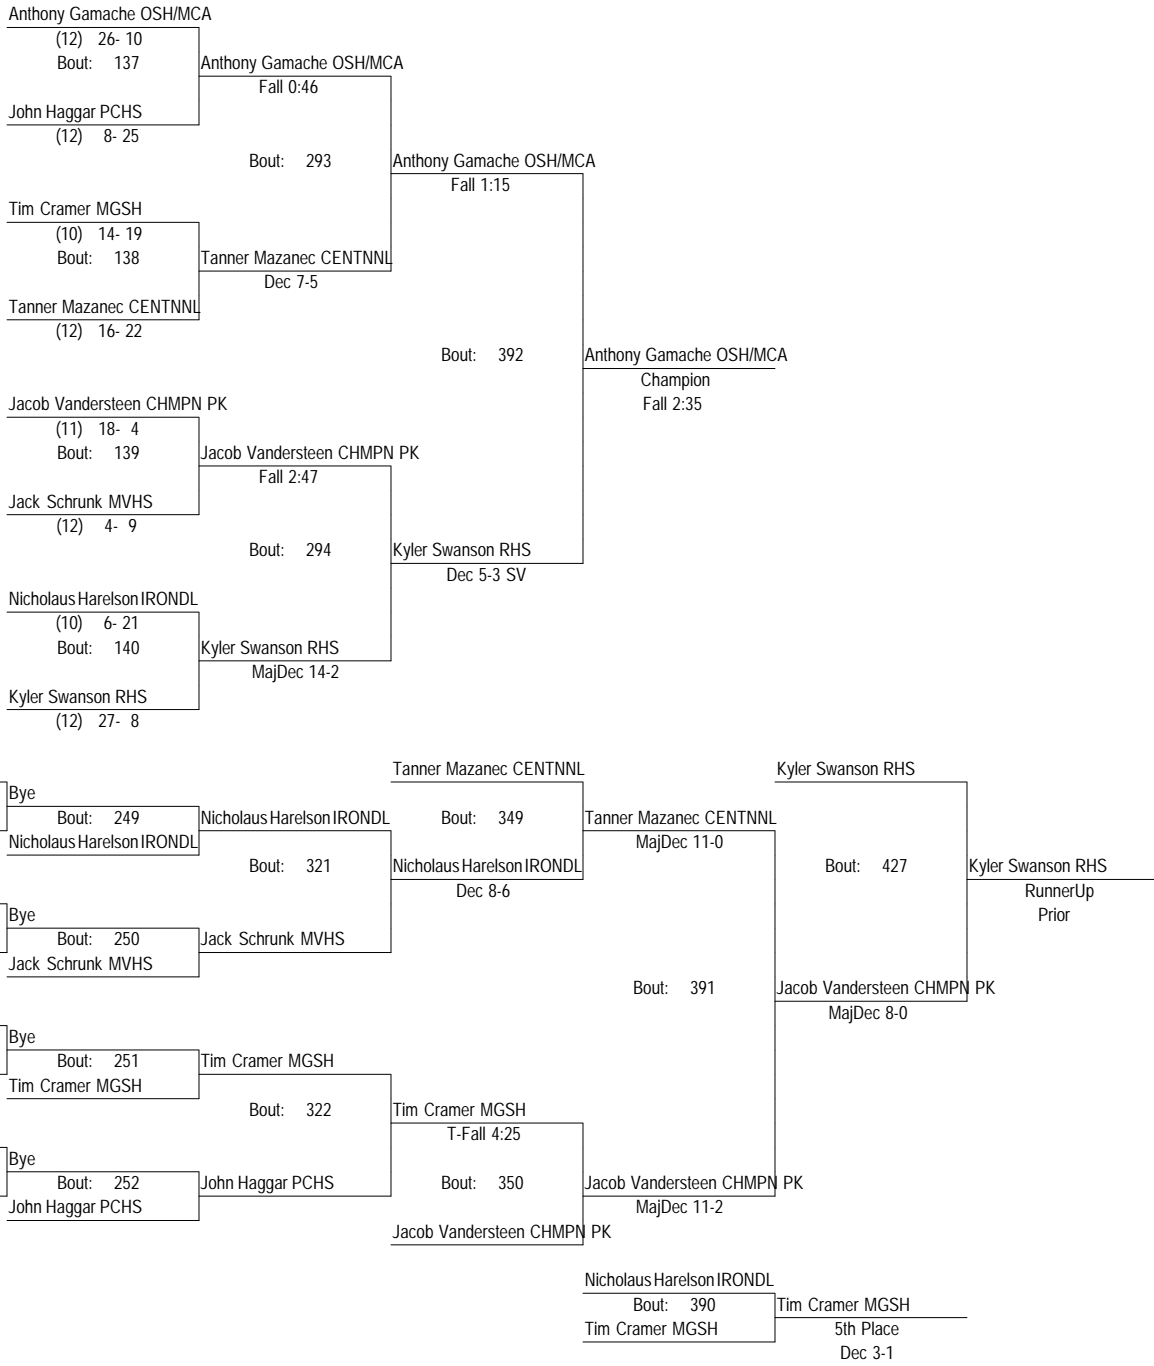 Anthony Gamache OSH/MCA
(12) 26- 10
Bout: 137
Anthony Gamache OSH/MCA
Fall 0:46
John Haggar PCHS
(12) 8- 25
Bout: 293
Anthony Gamache OSH/MCA
Fall 1:15
Tim Cramer MGSH
(10) 14- 19
Bout: 138
Tanner Mazanec CENTNNL
Dec 7-5
Tanner Mazanec CENTNNL
(12) 16- 22
Bout: 392
Anthony Gamache OSH/MCA
Champion
Fall 2:35
Jacob Vandersteen CHMPN PK
(11) 18- 4
Bout: 139
Jacob Vandersteen CHMPN PK
Fall 2:47
Jack Schrunk MVHS
(12) 4- 9
Bout: 294
Kyler Swanson RHS
Dec 5-3 SV
Nicholaus Harelson IRONDL
(10) 6- 21
Bout: 140
Kyler Swanson RHS
MajDec 14-2
Kyler Swanson RHS
(12) 27- 8
Tanner Mazanec CENTNNL
Kyler Swanson RHS
Bye
Bout: 249
Nicholaus Harelson IRONDL
Nicholaus Harelson IRONDL
Bout: 349
Tanner Mazanec CENTNNL
MajDec 11-0
Bout: 321
Nicholaus Harelson IRONDL
Dec 8-6
Bout: 427
Kyler Swanson RHS
RunnerUp
Prior
Bye
Bout: 250
Jack Schrunk MVHS
Jack Schrunk MVHS
Bout: 391
Jacob Vandersteen CHMPN PK
MajDec 8-0
Bye
Bout: 251
Tim Cramer MGSH
Tim Cramer MGSH
Bout: 322
Tim Cramer MGSH
T-Fall 4:25
Bye
Bout: 252
John Haggar PCHS
John Haggar PCHS
Bout: 350
Jacob Vandersteen CHMPN PK
MajDec 11-2
Jacob Vandersteen CHMPN PK
Nicholaus Harelson IRONDL
Bout: 390
Tim Cramer MGSH
Tim Cramer MGSH
5th Place
Dec 3-1